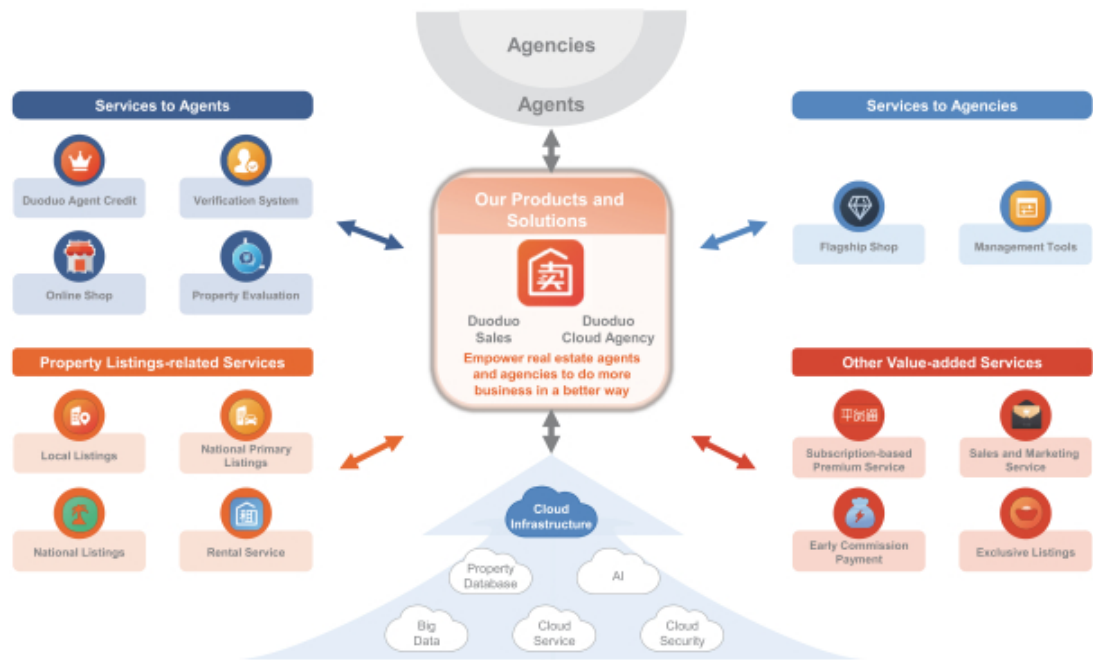 Agencies
Agents
Services to Agents
Duoduo Agent Credit
Verification System
Online Shop
Property Evaluation
Services to Agencies
Flagship Shop
Management Tools
Our Products and
Solutions
卖
Duoduo
Sales
Duoduo
Cloud Agency
Empower real estate agents
and agencies to do more
business in a better way
Property Listings-related Services
Local Listings
National Primary
Listings
National Listings
租
Rental Service
Other Value-added Services
Subscription-based
Premium Service
Sales and Marketing
Service
Early Commission
Payment
Exclusive Listings
Cloud
Infrastructure
Property
Database
AI
Big
Data
Cloud
Service
Cloud
Security